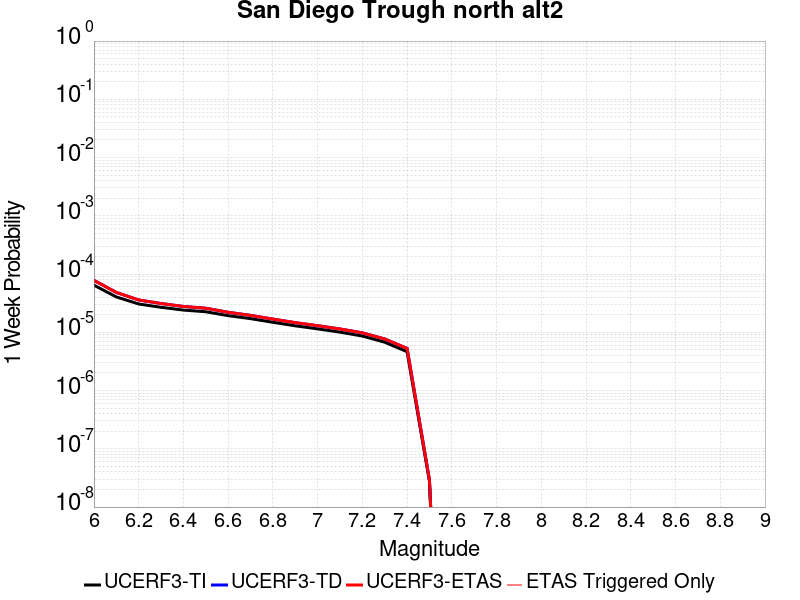 San Diego Trough north alt2
1 Week Probability
10^0
10^-1
10^-2
10^-3
10^-4
10^-5
10^-6
10^-7
10^-8
6 6.2 6.4 6.6 6.8 7 7.2 7.4 7.6 7.8 8 8.2 8.4 8.6 8.8 9
Magnitude
UCERF3-TI UCERF3-TD UCERF3-ETAS ETAS Triggered Only